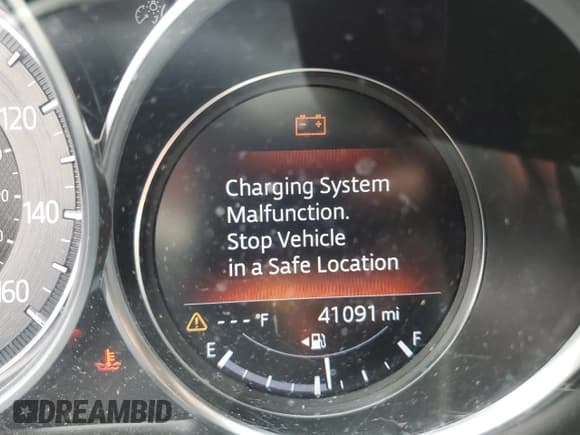 120
140
160
Charging System
Malfunction.
Stop Vehicle
in a Safe Location
---°F 41091 mi
E F
DREAMBID